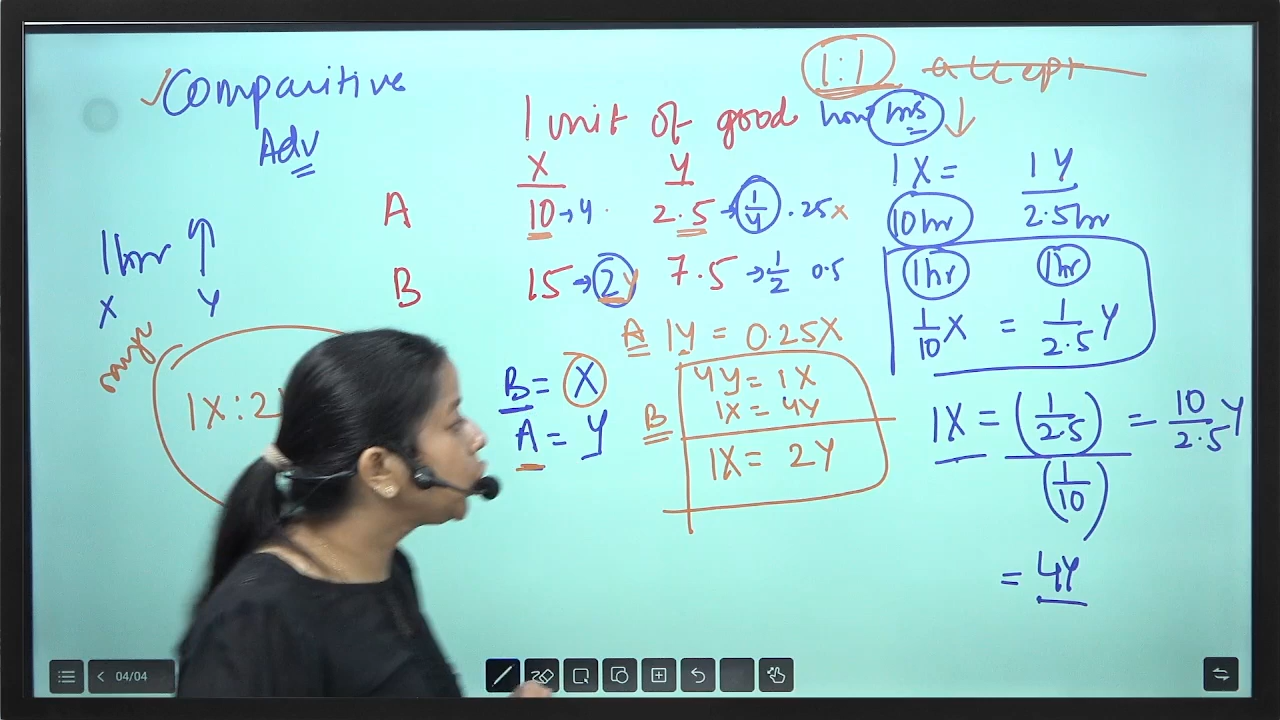 Comparitive
Adv
1hr ↑
X Y
range
1X : 2
1:1 accept
1 unit of good how hrs ↓
X Y
A 10 → 4 2.5 → 1/4 .25x
B 15 → 2Y 7.5 → 1/2 0.5
A 1Y = 0.25X
B = X
A = Y
B
4Y = 1X
1X = 4Y
1X = 2Y
1X = 1Y
10hr 2.5hr
1hr 1hr
1/10 X = 1/2.5 Y
1X = (1/2.5) / (1/10) = 10/2.5 Y
= 4Y
04/04